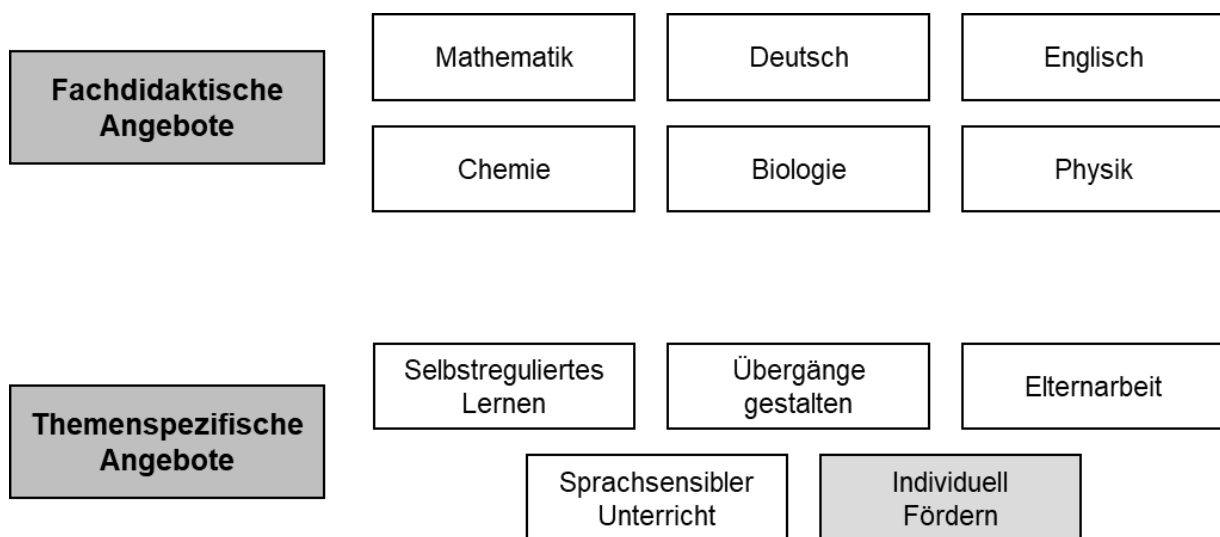 Fachdidaktische
Angebote
Mathematik
Deutsch
Englisch
Chemie
Biologie
Physik
Themenspezifische
Angebote
Selbstreguliertes
Lernen
Übergänge
gestalten
Elternarbeit
Sprachsensibler
Unterricht
Individuell
Fördern